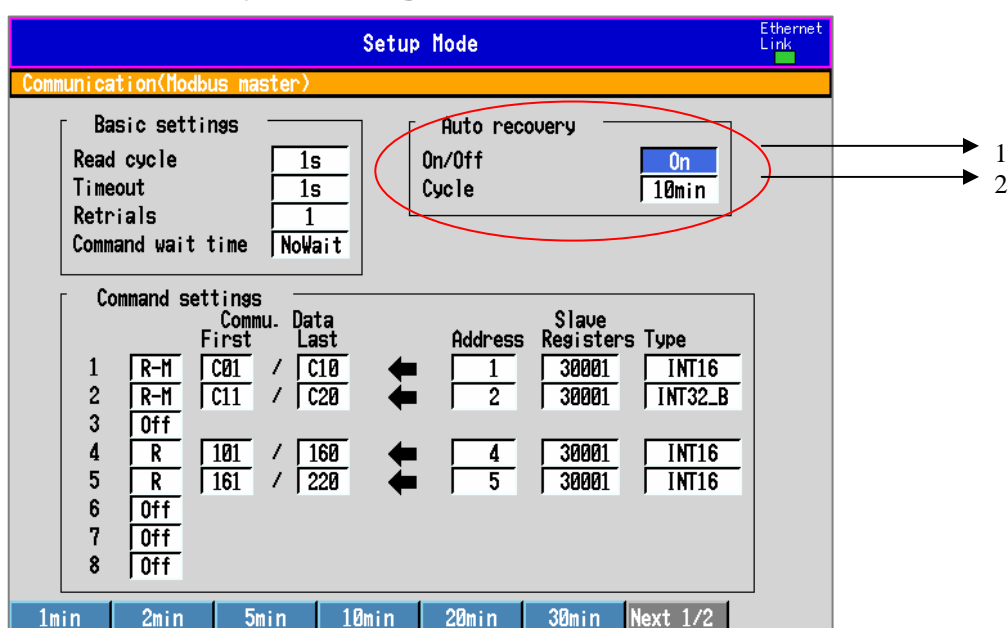 Setup Mode
Ethernet
Link
Communication(Modbus master)
Basic settings
Read cycle 1s
Timeout 1s
Retrials 1
Command wait time NoWait
Auto recovery
On/Off On
Cycle 10min
1
2
Command settings
Commu. Data Slave
First Last Address Registers Type
1 R-M C01 / C10 1 30001 INT16
2 R-M C11 / C20 2 30001 INT32_B
3 Off
4 R 101 / 160 4 30001 INT16
5 R 161 / 220 5 30001 INT16
6 Off
7 Off
8 Off
1min 2min 5min 10min 20min 30min Next 1/2